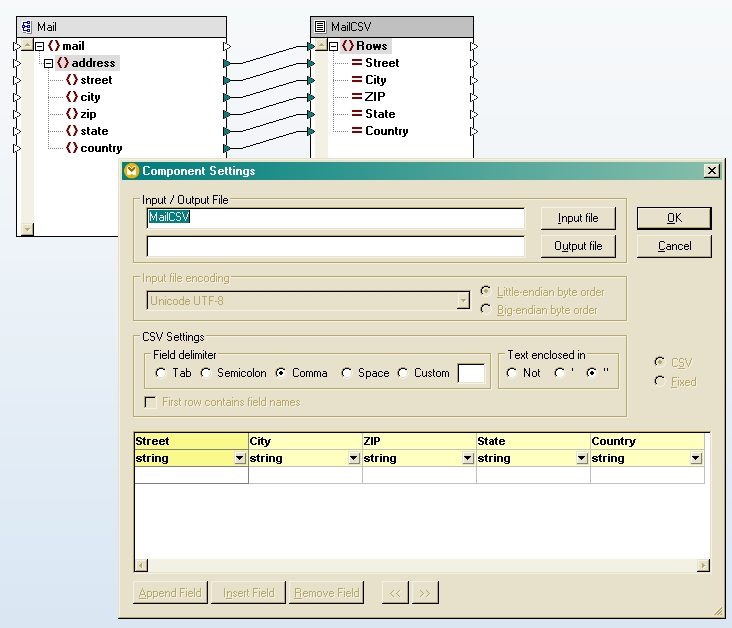 Mail
mail
address
street
city
zip
state
country
MailCSV
Rows
Street
City
ZIP
State
Country
Component Settings
Input / Output File
MailCSV
Input file
OK
Output file
Cancel
Input file encoding
Unicode UTF-8
Little-endian byte order
Big-endian byte order
CSV Settings
Field delimiter
Tab Semicolon Comma Space Custom
Text enclosed in
Not ' "
CSV
Fixed
First row contains field names
Street City ZIP State Country
string string string string string
Append Field Insert Field Remove Field << >>